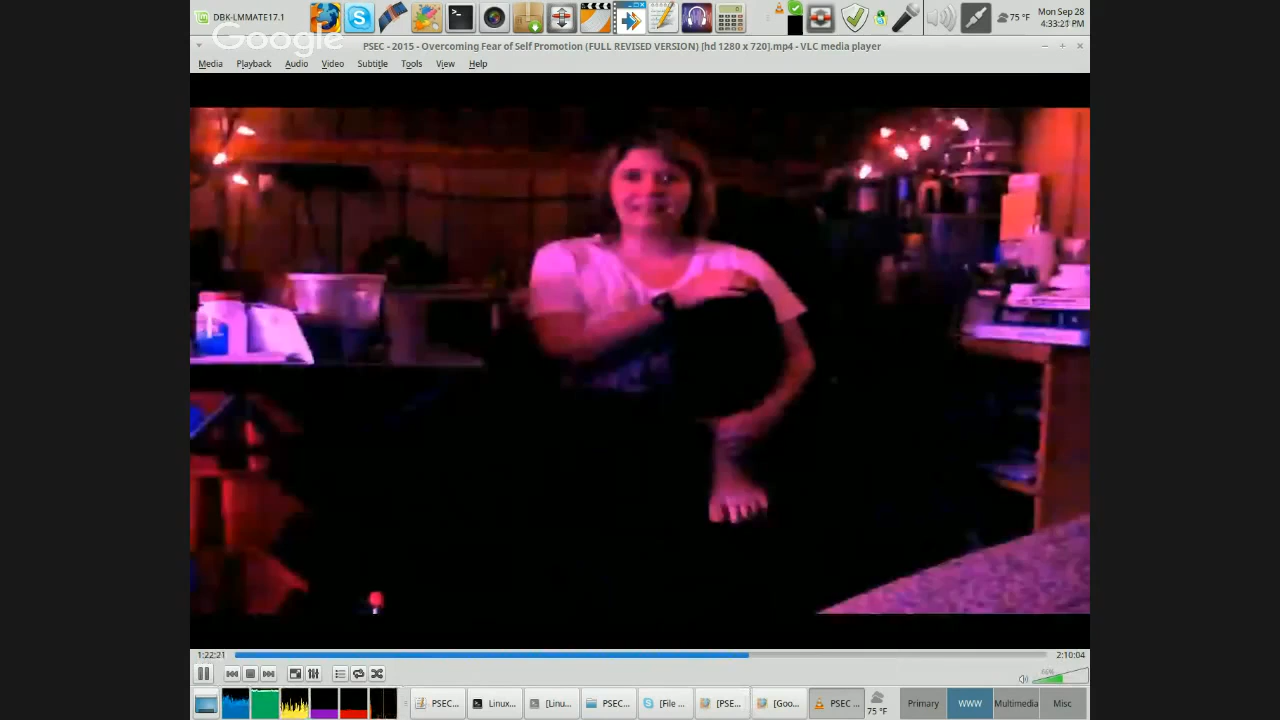 DBK-LMMATE17.1
75 °F
Mon Sep 28
4:33:21 PM
Google
PSEC - 2015 - Overcoming Fear of Self Promotion (FULL REVISED VERSION) [hd 1280 x 720].mp4 - VLC media player
Media Playback Audio Video Subtitle Tools View Help
1:22:21
2:10:04
66%
PSEC... Linux... [Linu... PSEC... [File ... [PSE... [Goo... PSEC ... 75 °F Primary WWW Multimedia Misc